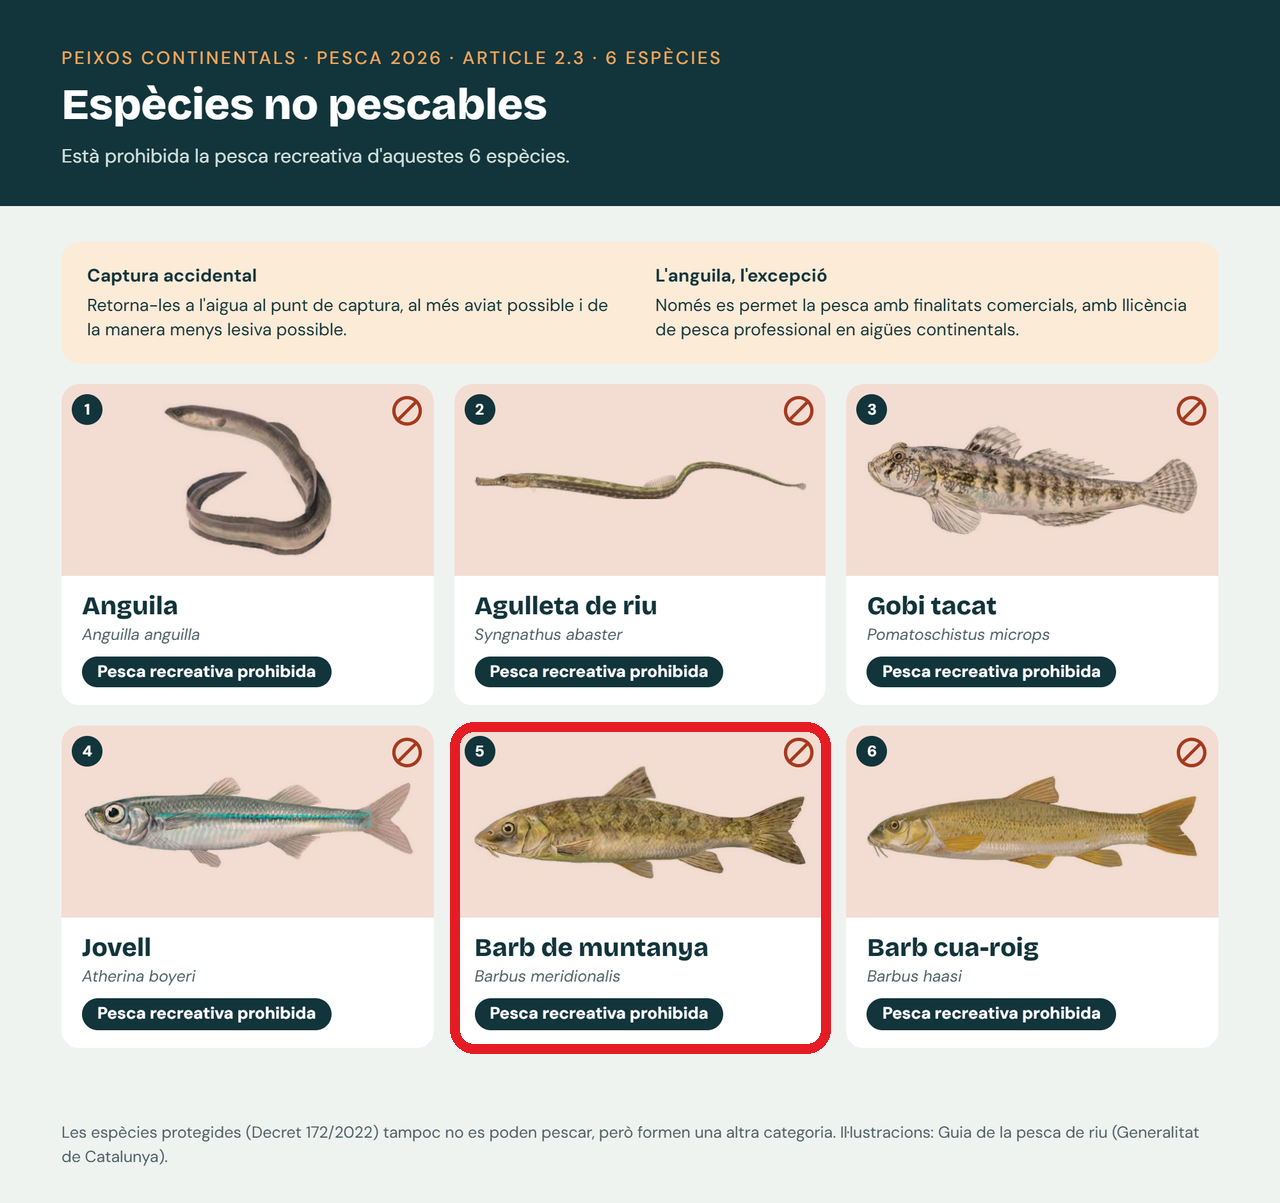 PEIXOS CONTINENTALS · PESCA 2026 · ARTICLE 2.3 · 6 ESPÈCIES
Espècies no pescables
Està prohibida la pesca recreativa d'aquestes 6 espècies.
Captura accidental
Retorna-les a l'aigua al punt de captura, al més aviat possible i de
la manera menys lesiva possible.
L'anguila, l'excepció
Només es permet la pesca amb finalitats comercials, amb llicència
de pesca professional en aigües continentals.
1
Anguila
Anguilla anguilla
Pesca recreativa prohibida
2
Agulleta de riu
Syngnathus abaster
Pesca recreativa prohibida
3
Gobi tacat
Pomatoschistus microps
Pesca recreativa prohibida
4
Jovell
Atherina boyeri
Pesca recreativa prohibida
5
Barb de muntanya
Barbus meridionalis
Pesca recreativa prohibida
6
Barb cua-roig
Barbus haasi
Pesca recreativa prohibida
Les espècies protegides (Decret 172/2022) tampoc no es poden pescar, però formen una altra categoria. Il·lustracions: Guia de la pesca de riu (Generalitat
de Catalunya).